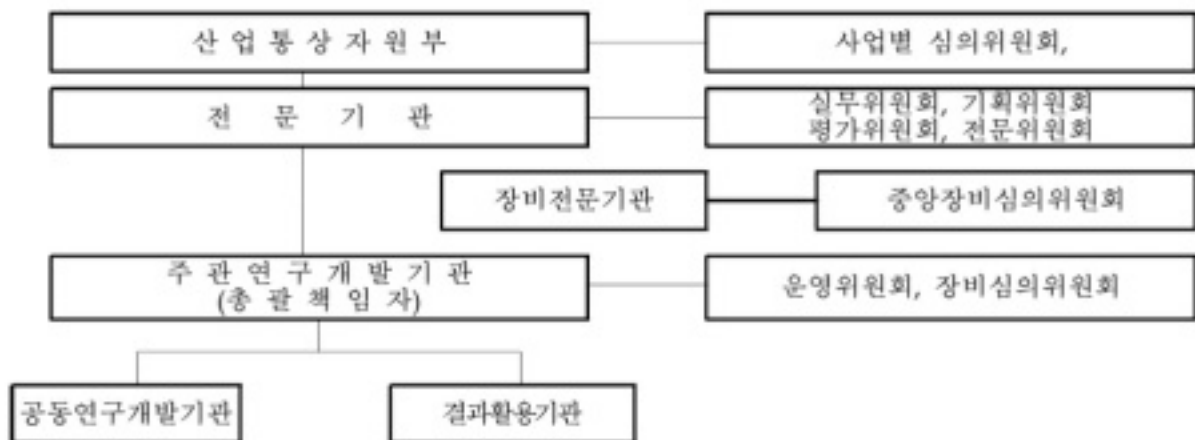 산 업 통 상 자 원 부
사업별 심의위원회,
전 문 기 관
실무위원회, 기획위원회
평가위원회, 전문위원회
장비전문기관
중앙장비심의위원회
주 관 연 구 개 발 기 관
(총 괄 책 임 자)
운영위원회, 장비심의위원회
공동연구개발기관
결과활용기관